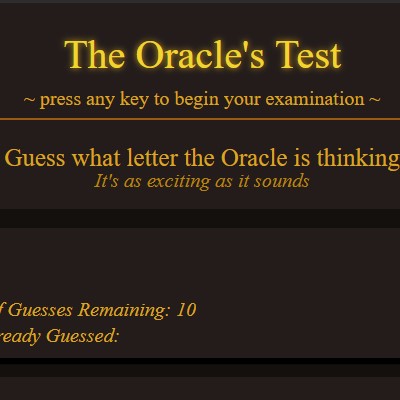 The Oracle's Test
~ press any key to begin your examination ~
Guess what letter the Oracle is thinking
It's as exciting as it sounds
Guesses Remaining: 10
Guessed: